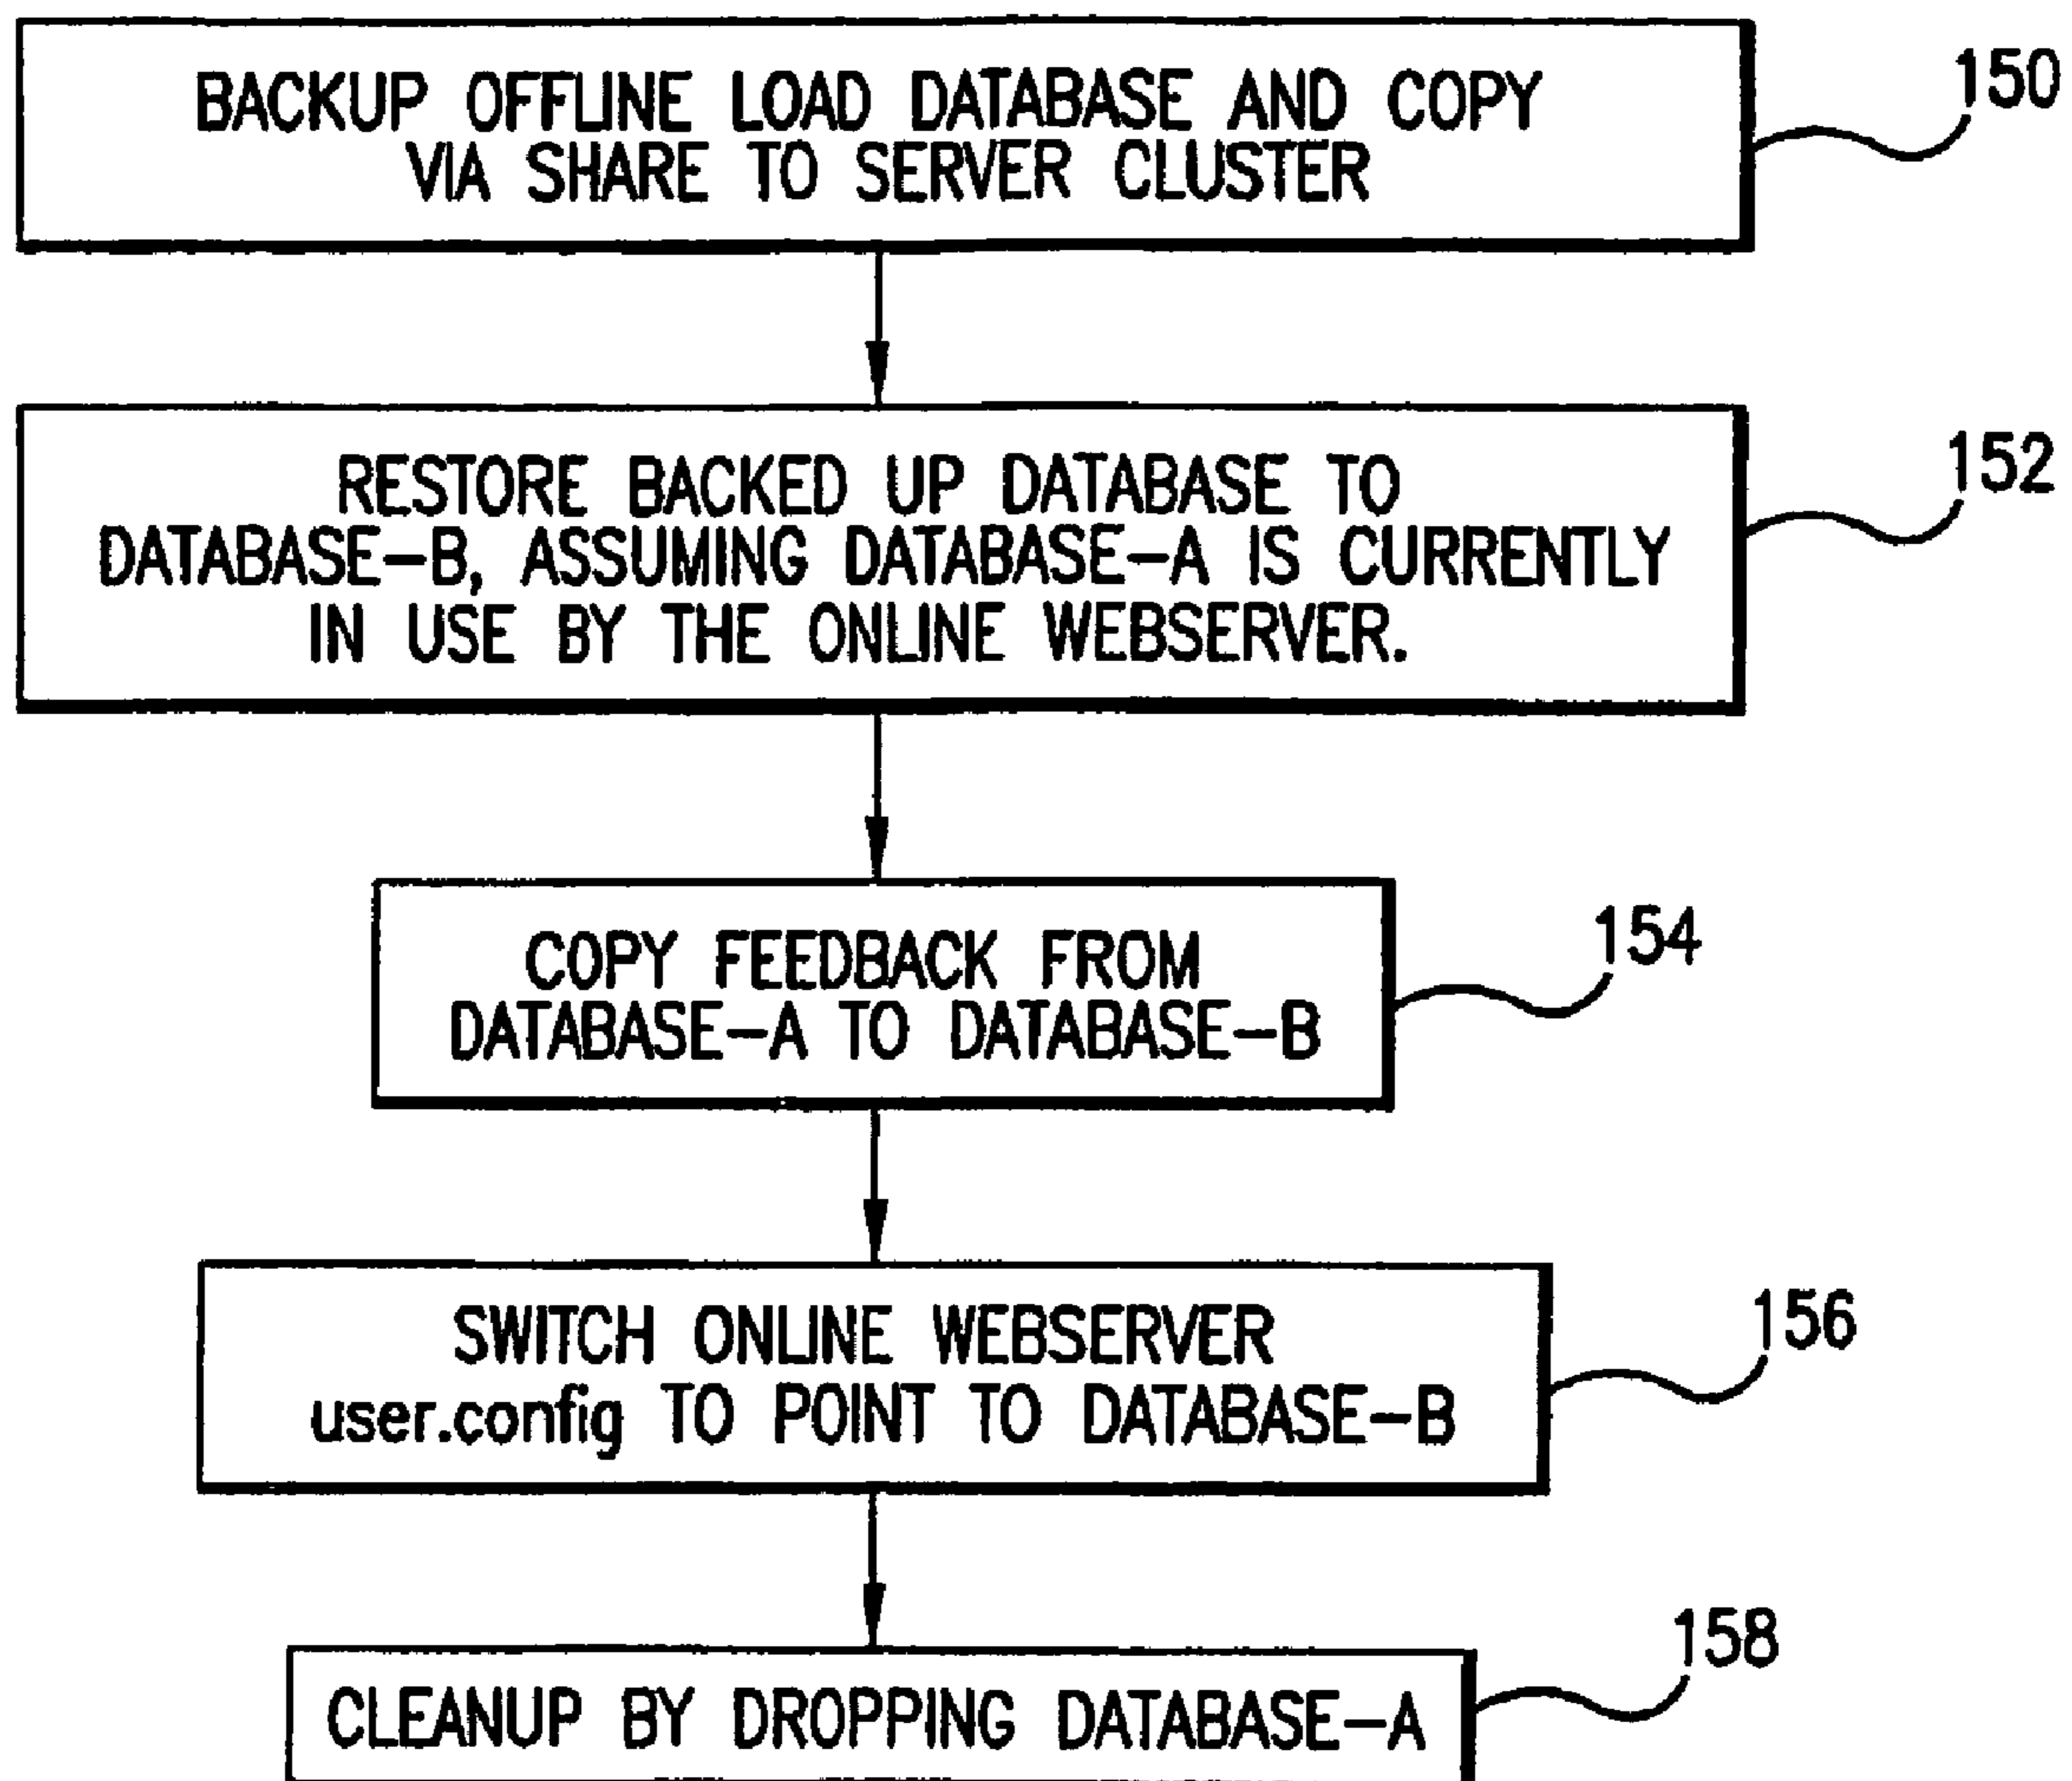 BACKUP OFFLINE LOAD DATABASE AND COPY
VIA SHARE TO SERVER CLUSTER
150
RESTORE BACKED UP DATABASE TO
DATABASE-B, ASSUMING DATABASE-A IS CURRENTLY
IN USE BY THE ONLINE WEBSERVER.
152
COPY FEEDBACK FROM
DATABASE-A TO DATABASE-B
154
SWITCH ONLINE WEBSERVER
user.config TO POINT TO DATABASE-B
156
CLEANUP BY DROPPING DATABASE-A
158